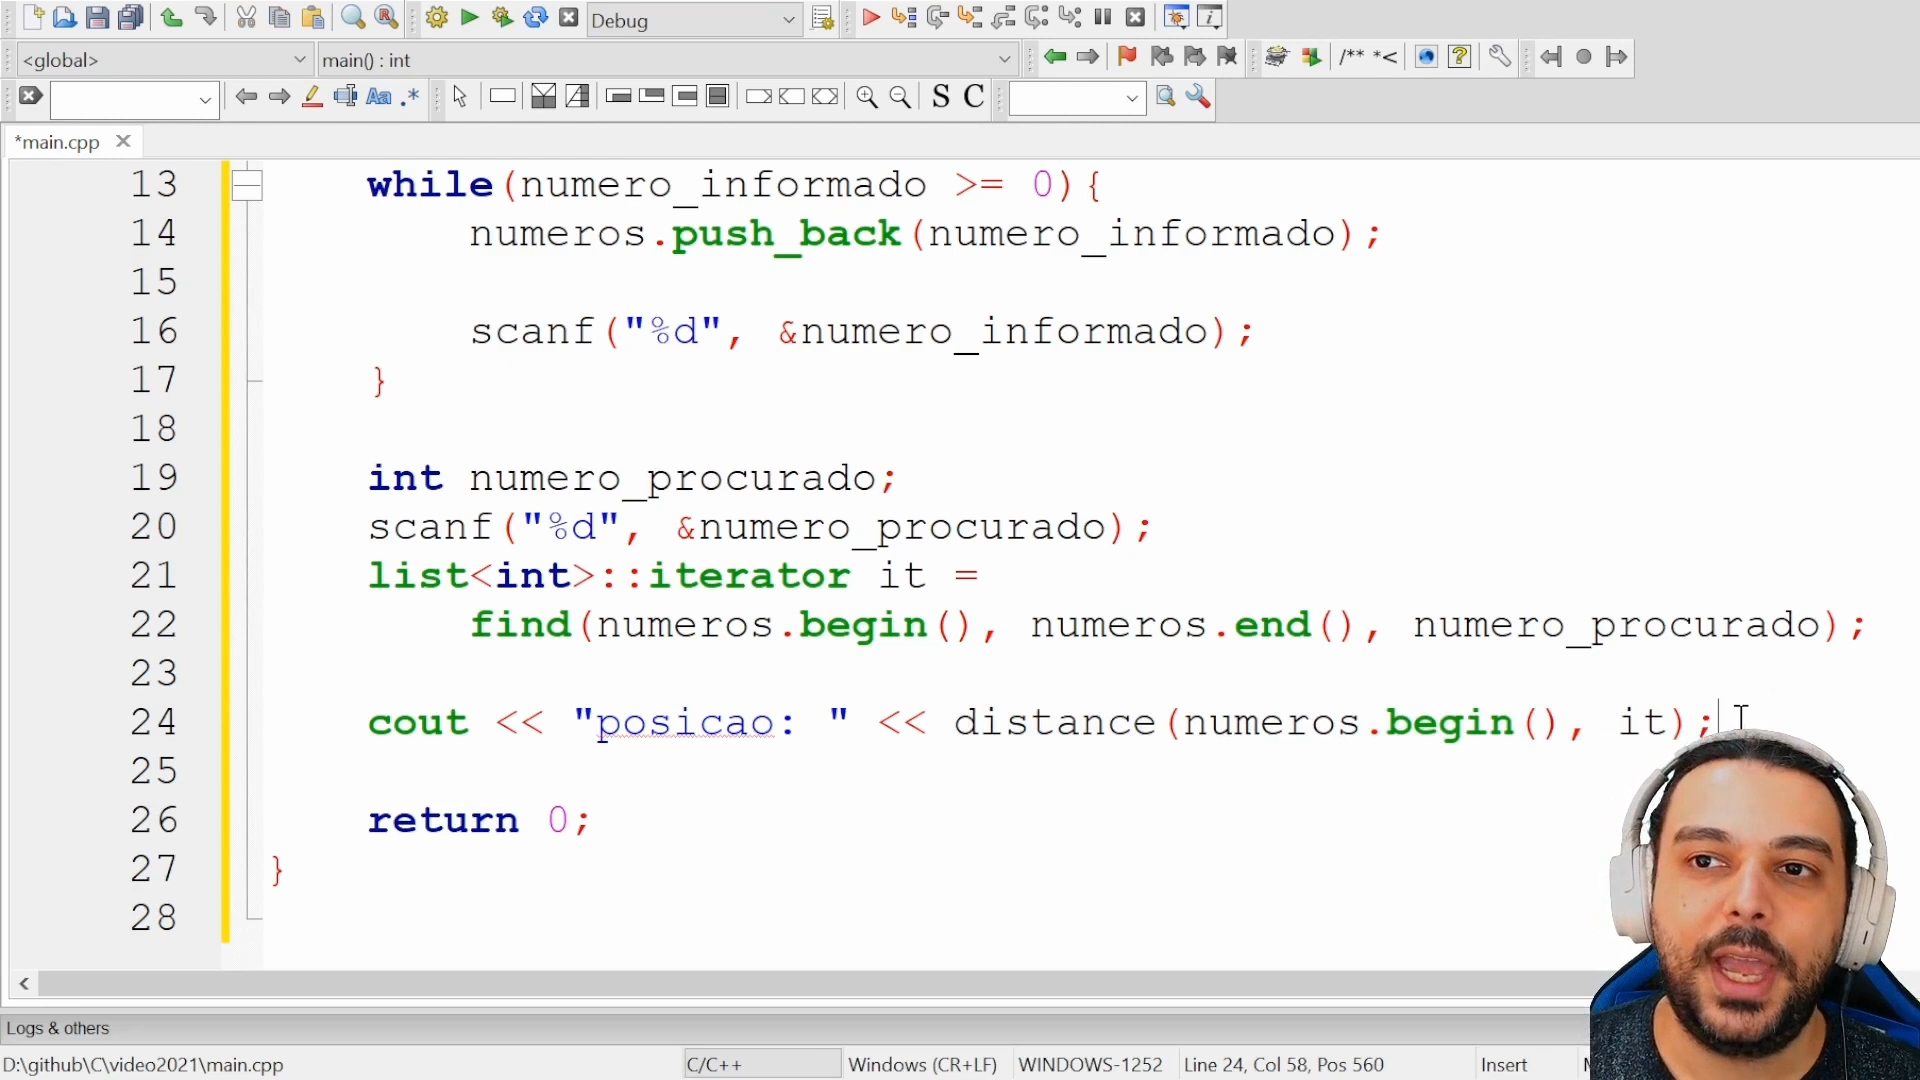 Debug
<global> main() : int
/** *<
Aa .* S C
*main.cpp
13 while(numero_informado >= 0){
14 numeros.push_back(numero_informado);
15
16 scanf("%d", &numero_informado);
17 }
18
19 int numero_procurado;
20 scanf("%d", &numero_procurado);
21 list<int>::iterator it =
22 find(numeros.begin(), numeros.end(), numero_procurado);
23
24 cout << "posicao: " << distance(numeros.begin(), it);
25
26 return 0;
27 }
28
Logs & others
D:\github\C\video2021\main.cpp C/C++ Windows (CR+LF) WINDOWS-1252 Line 24, Col 58, Pos 560 Insert